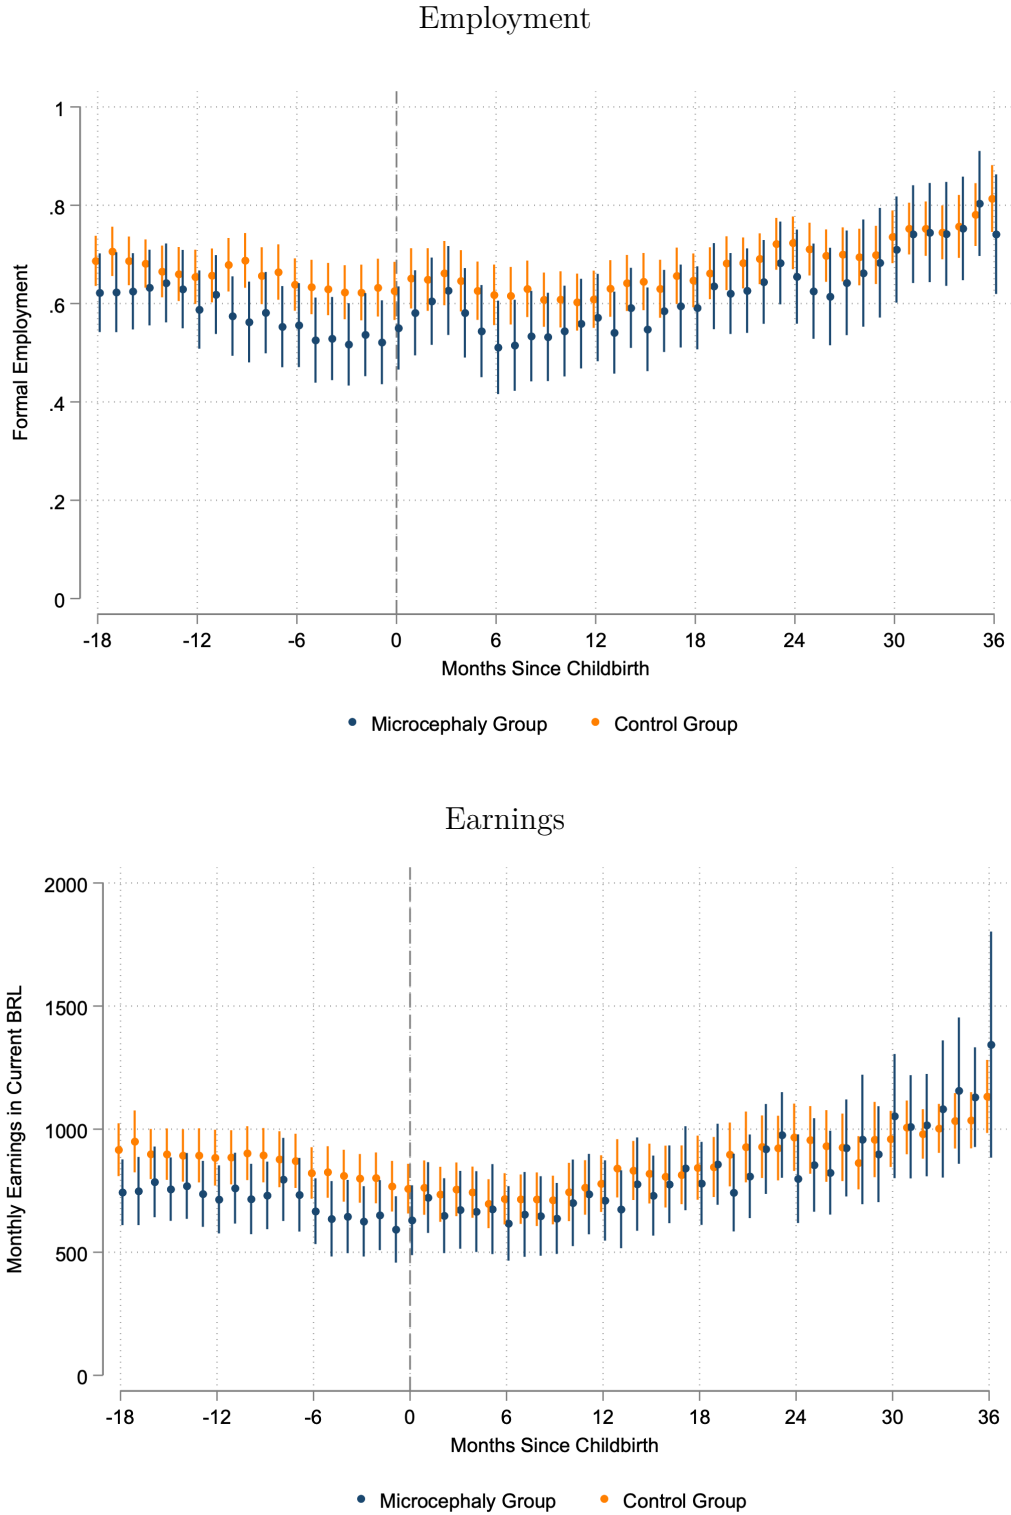 Employment
1
.8
.6
.4
.2
0
Formal Employment
-18 -12 -6 0 6 12 18 24 30 36
Months Since Childbirth
Microcephaly Group Control Group
Earnings
2000
1500
1000
500
0
Monthly Earnings in Current BRL
-18 -12 -6 0 6 12 18 24 30 36
Months Since Childbirth
Microcephaly Group Control Group